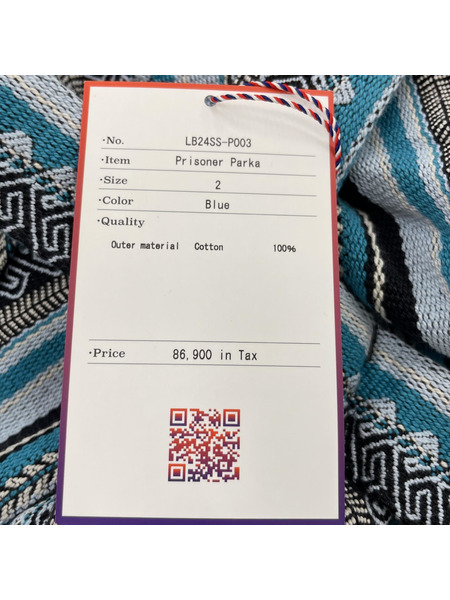 ·No. LB24SS-P003
·Item Prisoner Parka
·Size 2
·Color Blue
·Quality
Outer material Cotton 100%
·Price 86,900 in Tax